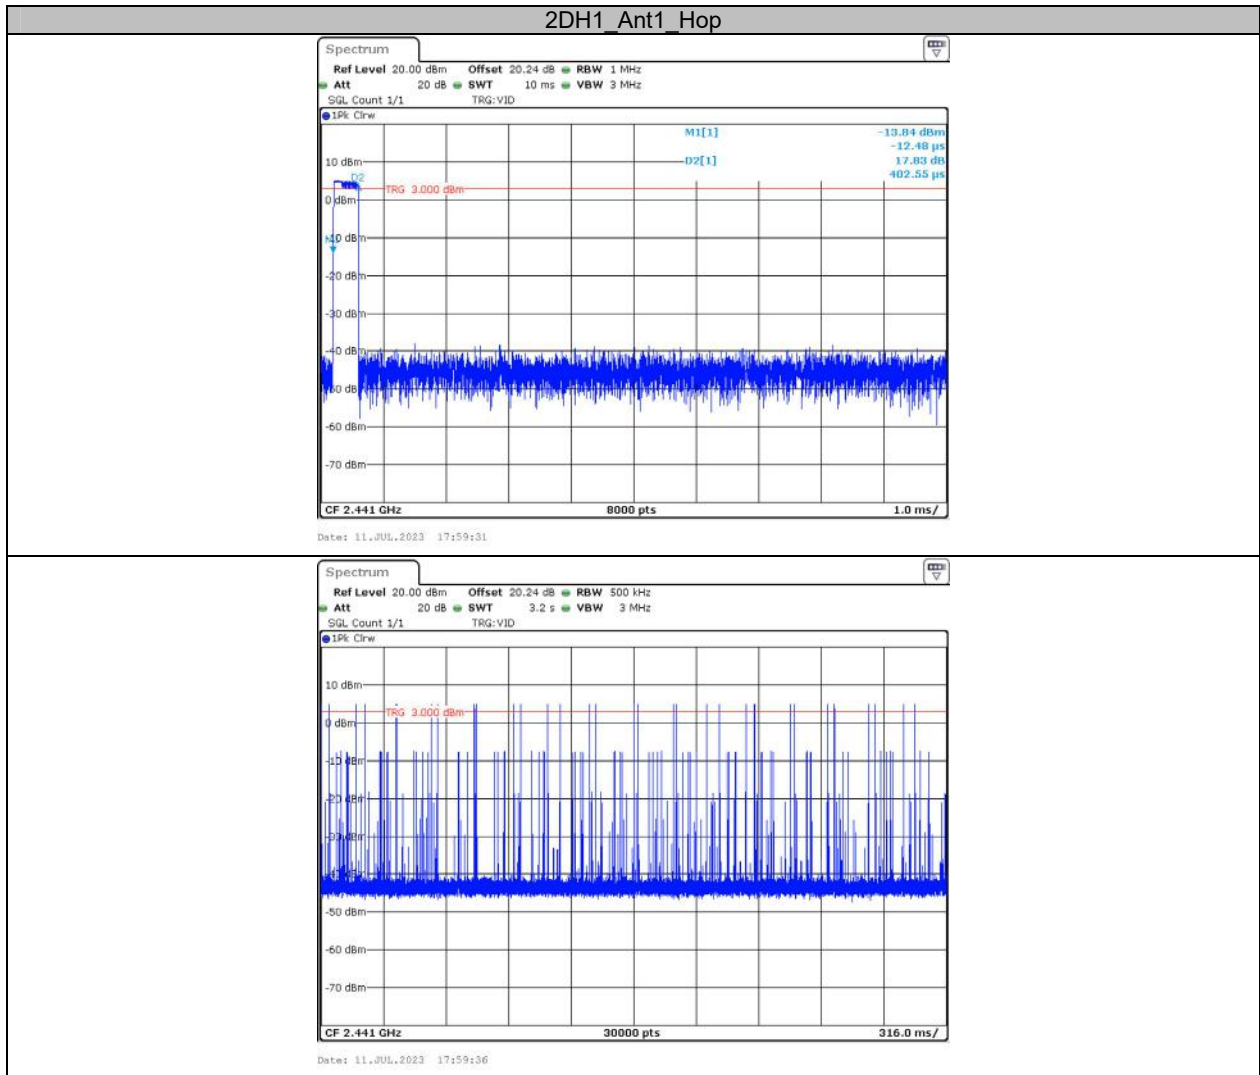 2DH1_Ant1_Hop
Spectrum
Ref Level 20.00 dBm Offset 20.24 dB RBW 1 MHz
Att 20 dB SWT 10 ms VBW 3 MHz
SGL Count 1/1 TRG:VID
1Pk Clrw
M1[1] -13.84 dBm
-12.48 µs
10 dBm D2[1] 17.83 dB
402.55 µs
D2
TRG 3.000 dBm
0 dBm
-20 dBm
-30 dBm
-40 dBm
-60 dBm
-70 dBm
CF 2.441 GHz 8000 pts 1.0 ms/
Date: 11.JUL.2023 17:59:31
Spectrum
Ref Level 20.00 dBm Offset 20.24 dB RBW 500 kHz
Att 20 dB SWT 3.2 s VBW 3 MHz
SGL Count 1/1 TRG:VID
1Pk Clrw
10 dBm
TRG 3.000 dBm
0 dBm
-10 dBm
-20 dBm
-30 dBm
-50 dBm
-60 dBm
-70 dBm
CF 2.441 GHz 30000 pts 316.0 ms/
Date: 11.JUL.2023 17:59:36